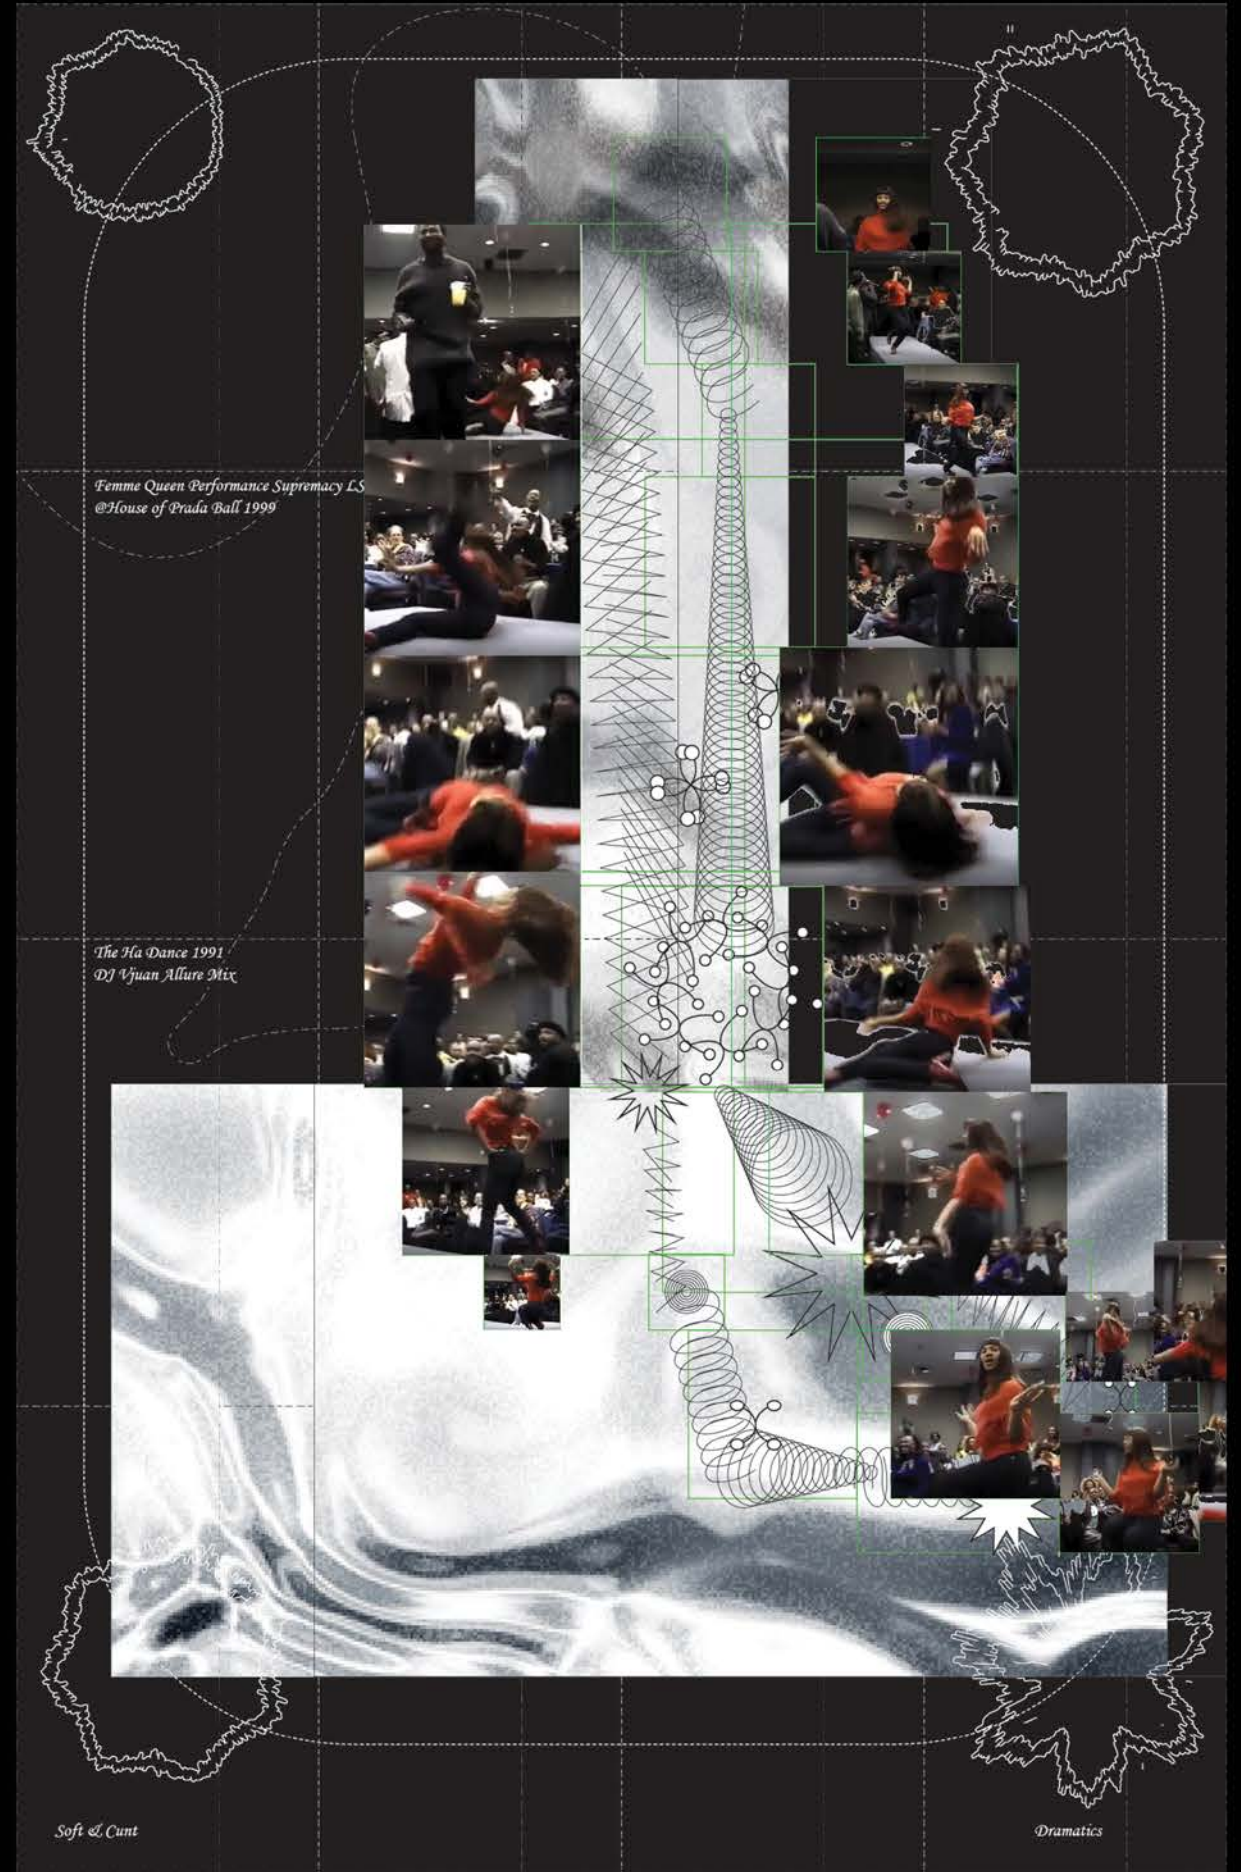 Femme Queen Performance Supremacy LS
@House of Prada Ball 1999
The Ha Dance 1991
DJ Vjuan Allure Mix
Soft & Cunt
Dramatics